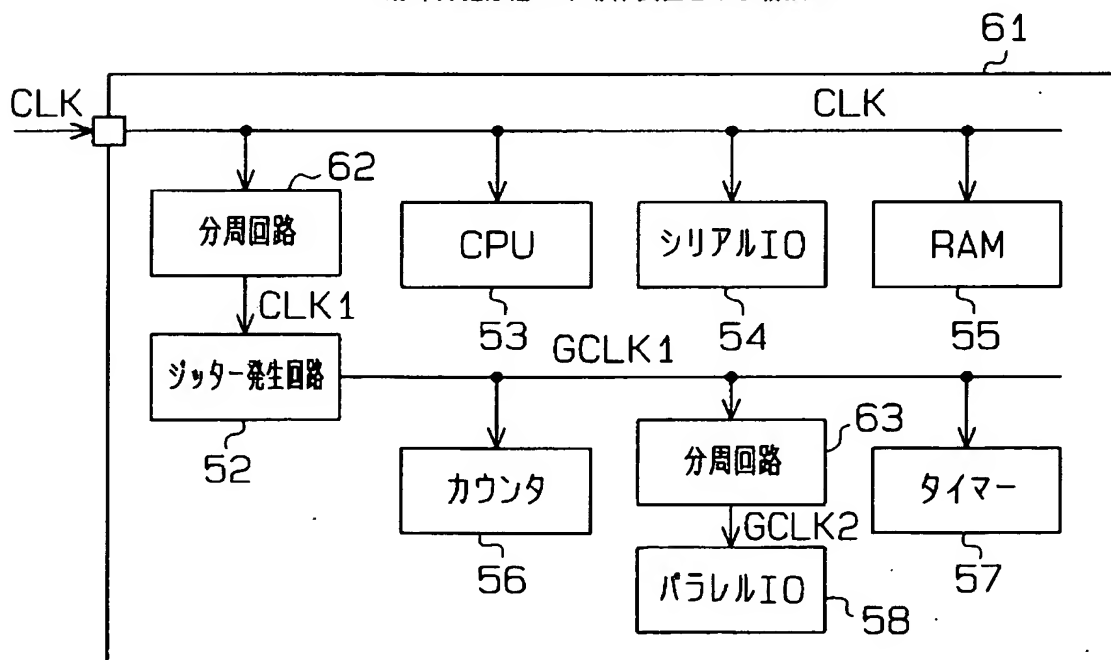 61
CLK
CLK
62
分周回路
CPU
シリアルIO
RAM
CLK1
53
54
55
ジッター発生回路
GCLK1
52
63
カウンタ
分周回路
タイマー
GCLK2
56
57
パラレルIO
58